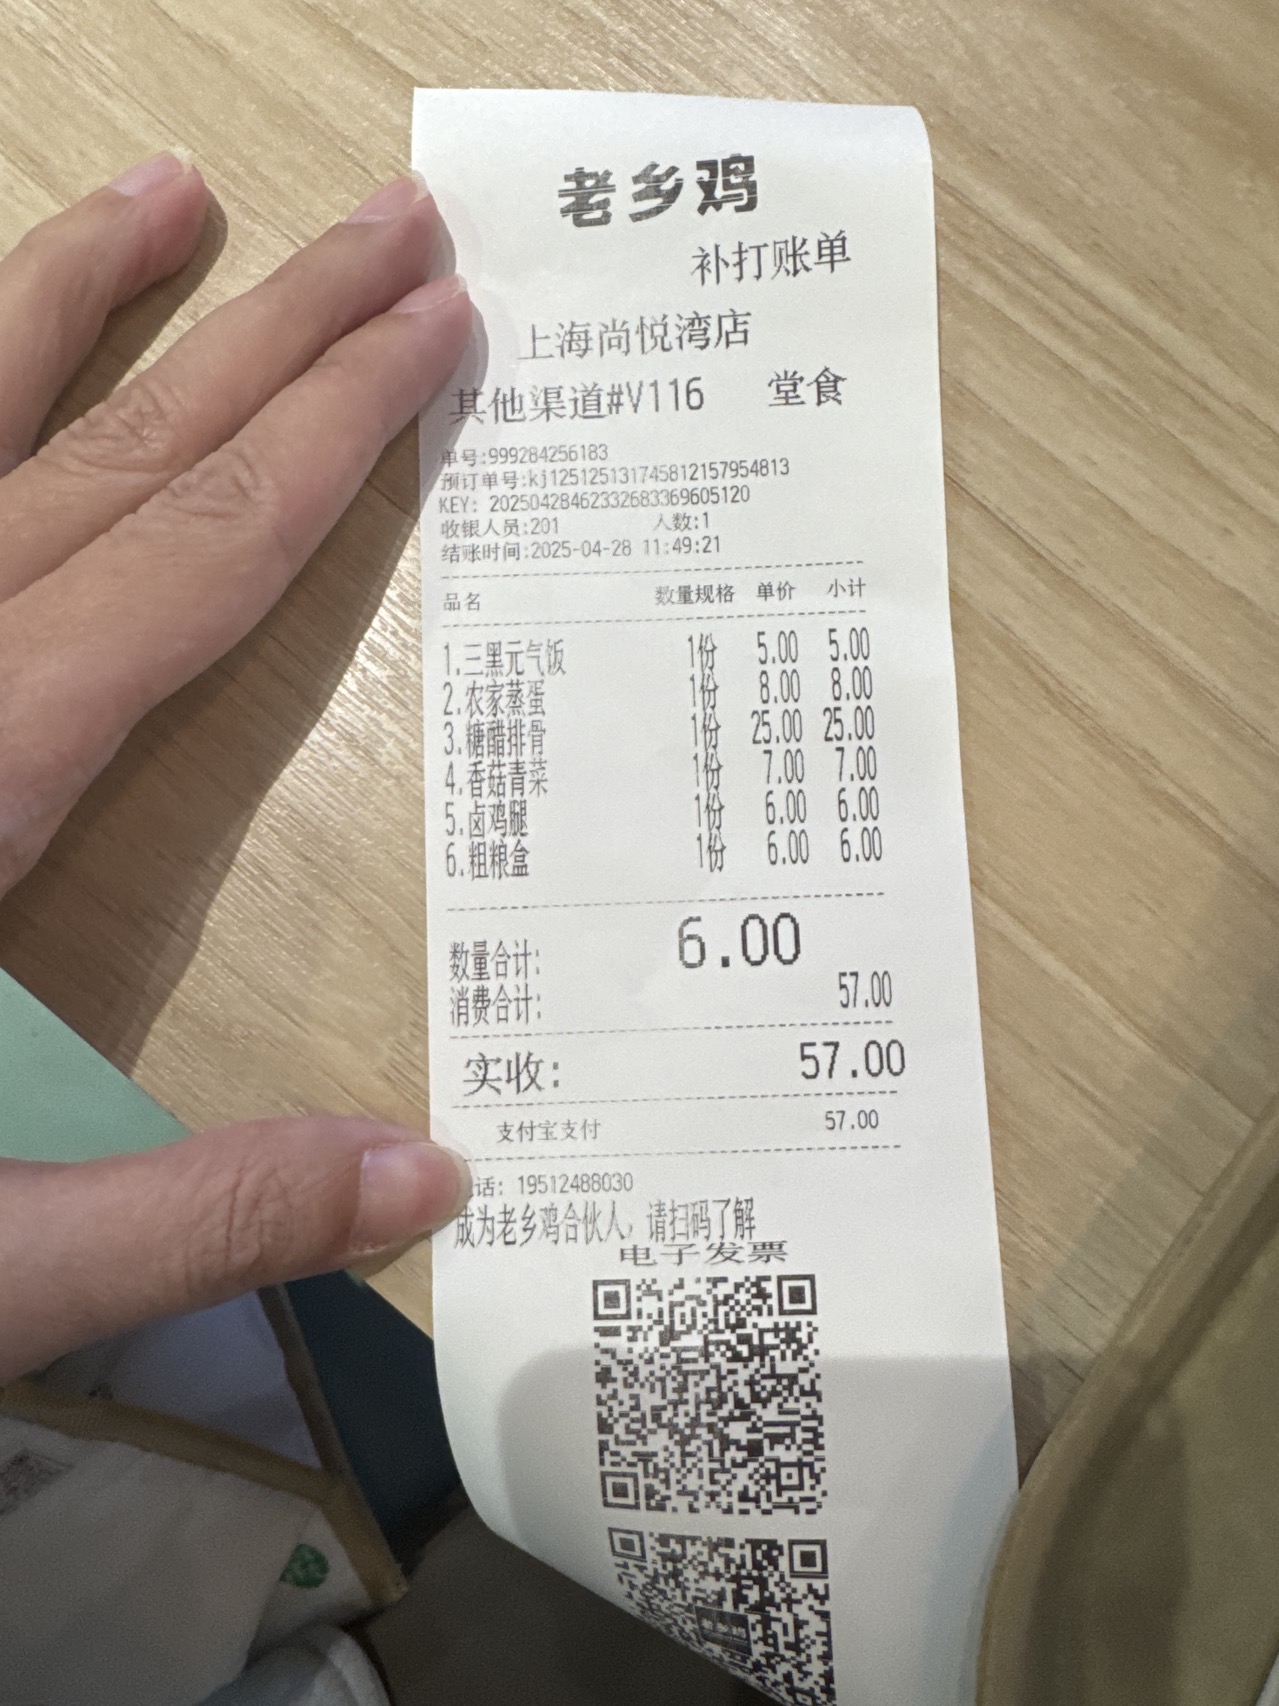 老乡鸡
补打账单
上海尚悦湾店
其他渠道#V116 堂食
单号:999284256183
预订单号:kj1251251317458121579548​13
KEY: 202504284623326833​69605120
收银人员:201 人数:1
结账时间:2025-04-28 11:49:21
品名 数量规格 单价 小计
1.三黑元气饭 1份 5.00 5.00
2.农家蒸蛋 1份 8.00 8.00
3.糖醋排骨 1份 25.00 25.00
4.香菇青菜 1份 7.00 7.00
5.卤鸡腿 1份 6.00 6.00
6.粗粮盒 1份 6.00 6.00
数量合计: 6.00
消费合计: 57.00
实收: 57.00
支付宝支付 57.00
话: 19512488030
成为老乡鸡合伙人，请扫码了解
电子发票